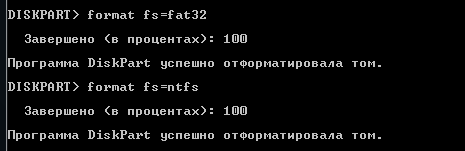 DISKPART> format fs=fat32
Завершено (в процентах): 100
Программа DiskPart успешно отформатировала том.
DISKPART> format fs=ntfs
Завершено (в процентах): 100
Программа DiskPart успешно отформатировала том.